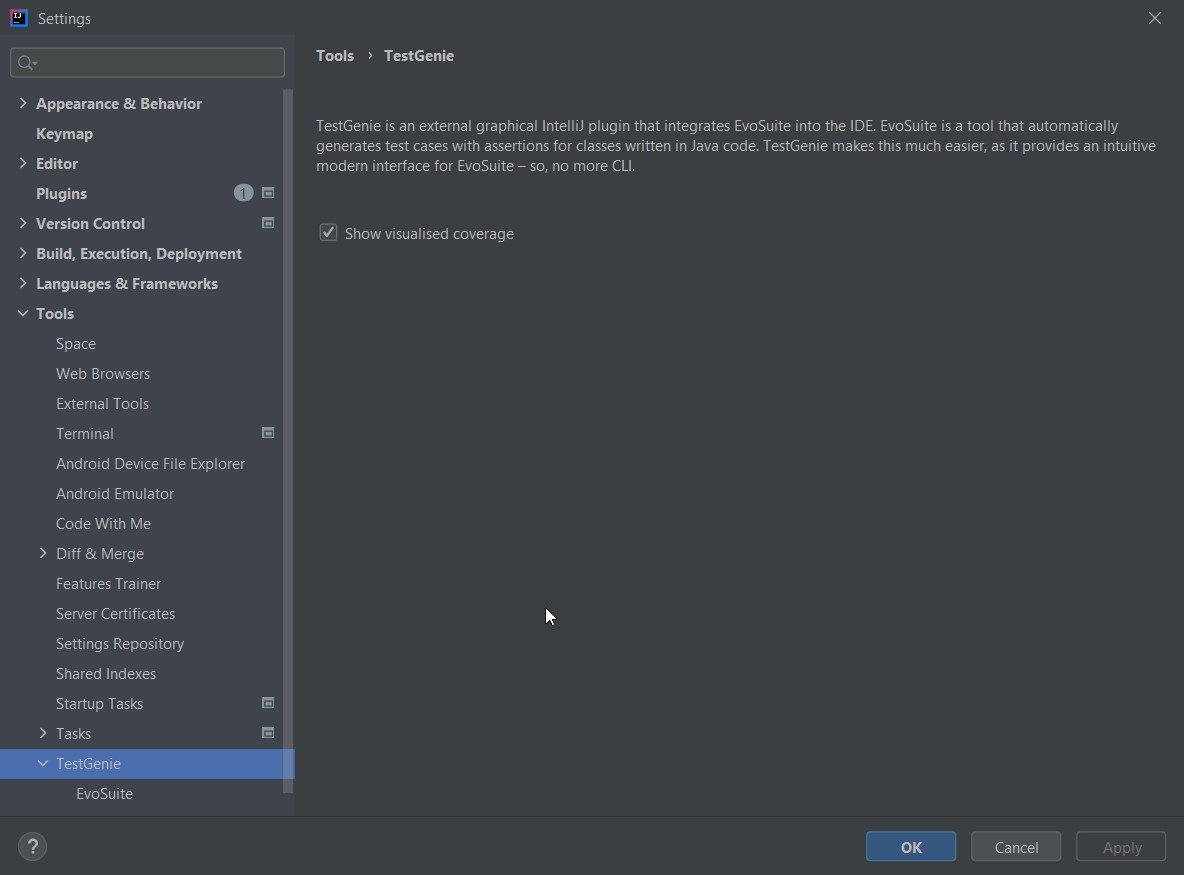 Settings
Tools › TestGenie
Appearance & Behavior
Keymap
Editor
Plugins 1
Version Control
Build, Execution, Deployment
Languages & Frameworks
Tools
Space
Web Browsers
External Tools
Terminal
Android Device File Explorer
Android Emulator
Code With Me
Diff & Merge
Features Trainer
Server Certificates
Settings Repository
Shared Indexes
Startup Tasks
Tasks
TestGenie
EvoSuite
TestGenie is an external graphical IntelliJ plugin that integrates EvoSuite into the IDE. EvoSuite is a tool that automatically
generates test cases with assertions for classes written in Java code. TestGenie makes this much easier, as it provides an intuitive
modern interface for EvoSuite – so, no more CLI.
Show visualised coverage
?
OK
Cancel
Apply